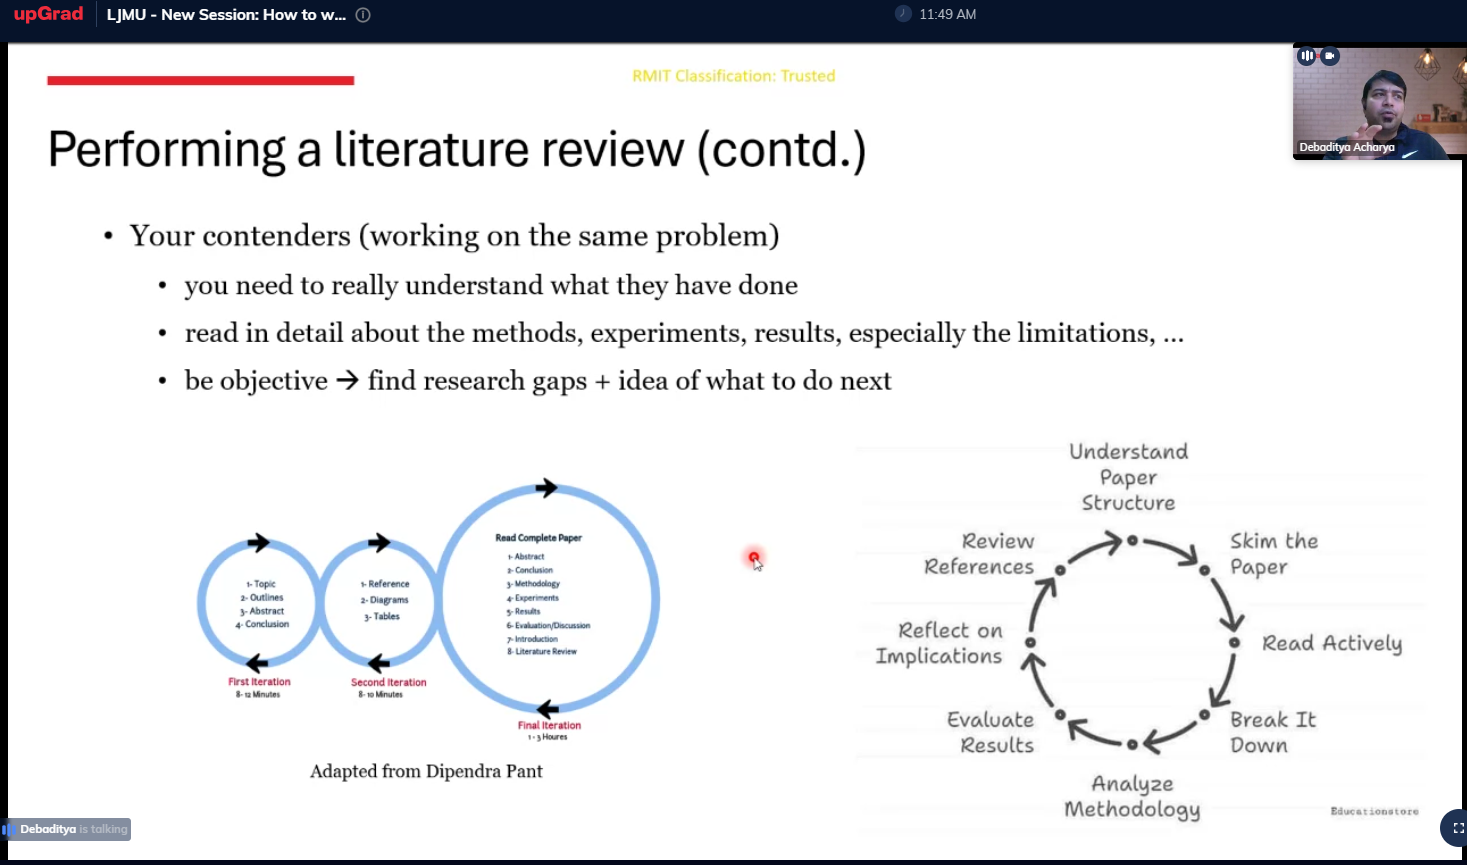 upGrad
LJMU - New Session: How to w...
11:49 AM
RMIT Classification: Trusted
Debaditya Acharya
Performing a literature review (contd.)
• Your contenders (working on the same problem)
• you need to really understand what they have done
• read in detail about the methods, experiments, results, especially the limitations, ...
• be objective → find research gaps + idea of what to do next
1- Topic
2- Outlines
3- Abstract
4- Conclusion
First Iteration
8- 12 Minutes
1- Reference
2- Diagrams
3- Tables
Second Iteration
8- 10 Minutes
Read Complete Paper
1- Abstract
2- Conclusion
3- Methodology
4- Experiments
5- Results
6- Evaluation/Discussion
7- Introduction
8- Literature Review
Final Iteration
1 - 3 Houres
Adapted from Dipendra Pant
Understand
Paper
Structure
Skim the
Paper
Read Actively
Break It
Down
Analyze
Methodology
Evaluate
Results
Reflect on
Implications
Review
References
Educationstore
Debaditya is talking